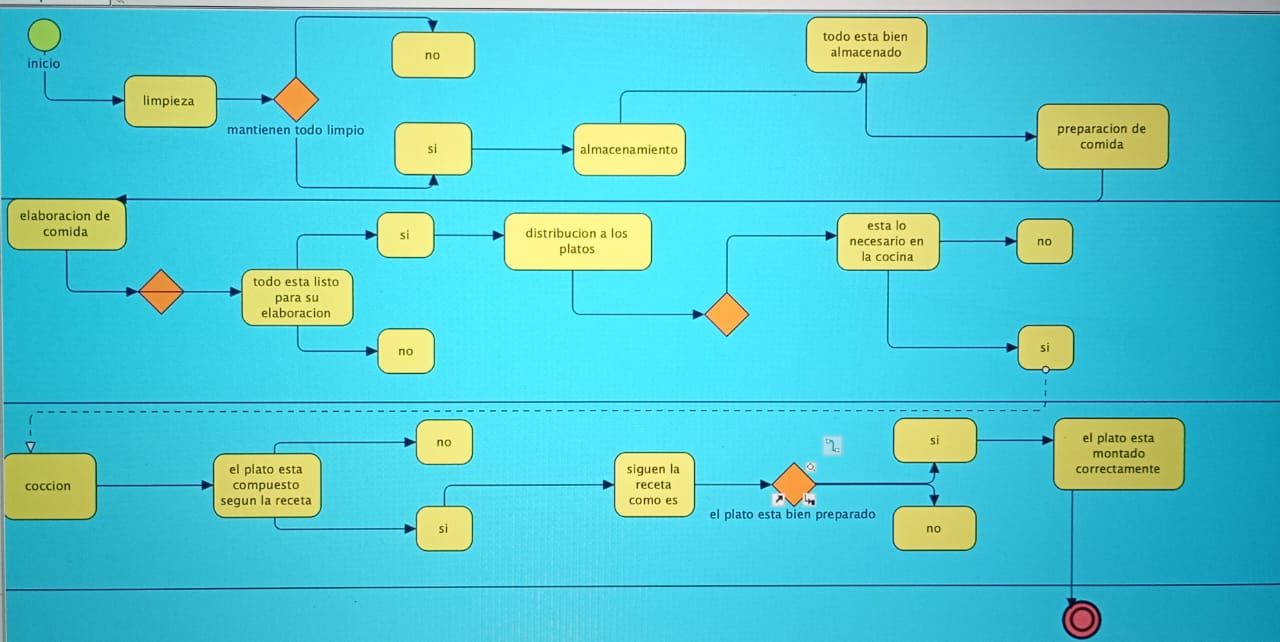 inicio
limpieza
mantienen todo limpio
no
si
almacenamiento
todo esta bien
almacenado
preparacion de
comida
elaboracion de
comida
todo esta listo
para su
elaboracion
si
no
distribucion a los
platos
esta lo
necesario en
la cocina
no
si
coccion
el plato esta
compuesto
segun la receta
no
si
siguen la
receta
como es
el plato esta bien preparado
si
no
el plato esta
montado
correctamente